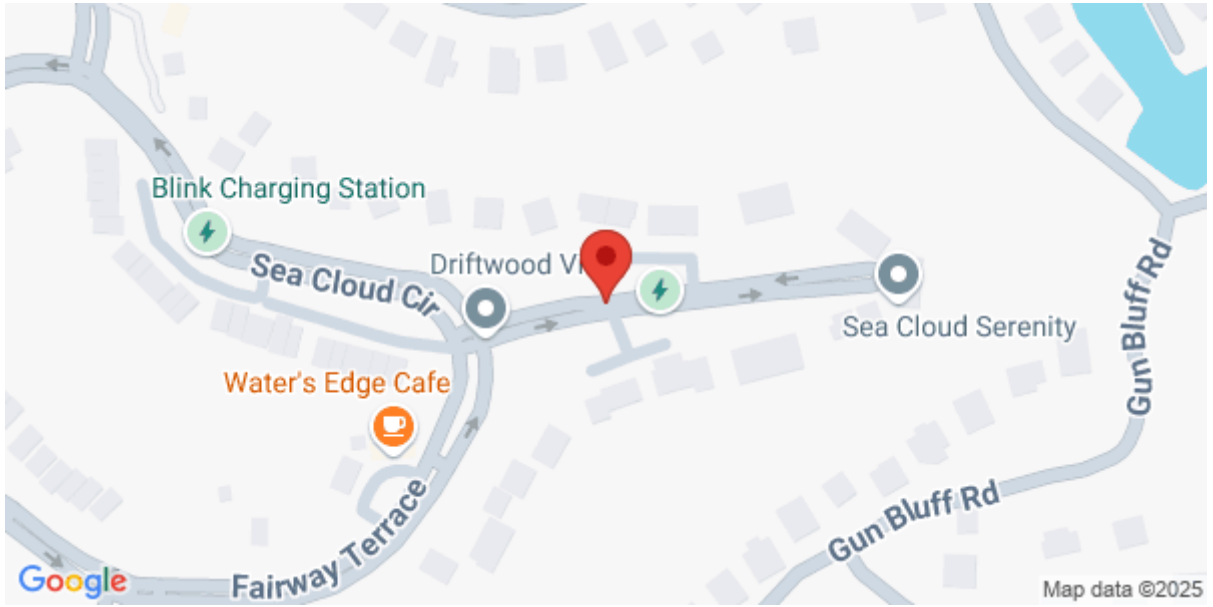 Blink Charging Station
Sea Cloud Cir
Driftwood V
Sea Cloud Serenity
Gun Bluff Rd
Water's Edge Cafe
Gun Bluff Rd
Fairway Terrace
Google
Map data ©2025